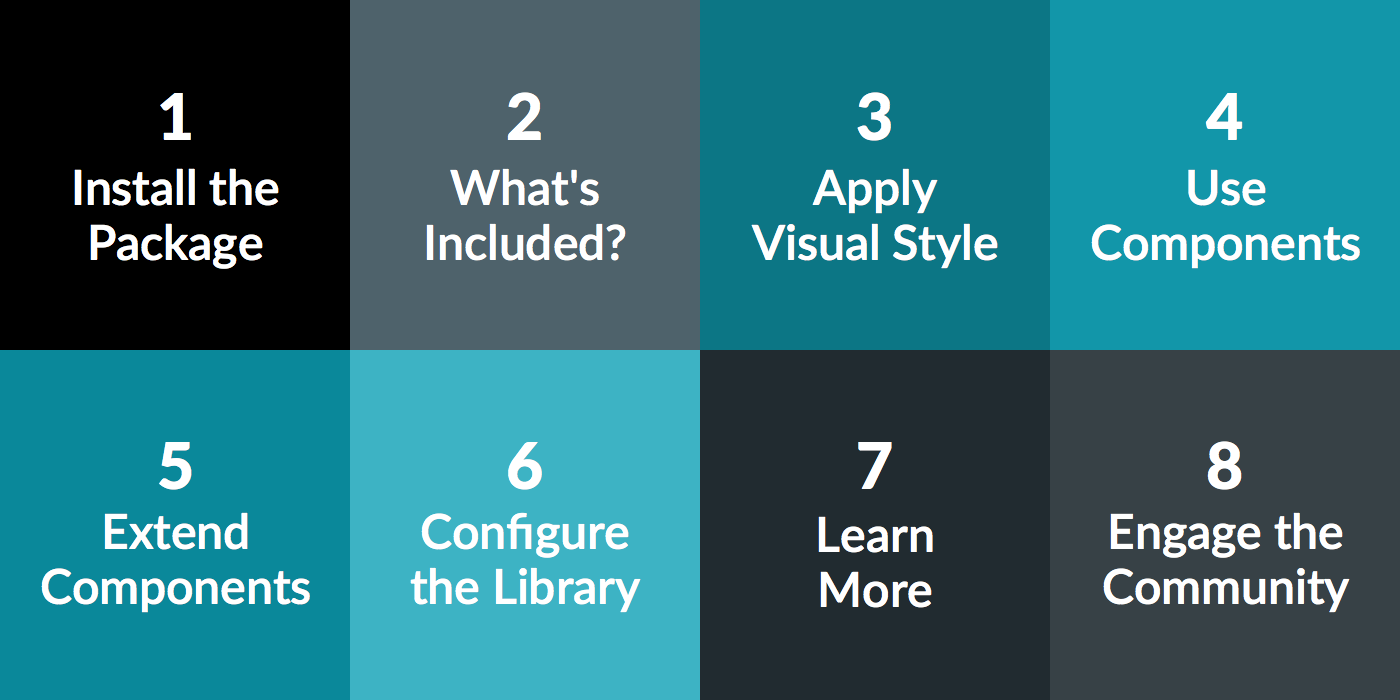 1
Install the
Package
2
What's
Included?
3
Apply
Visual Style
4
Use
Components
5
Extend
Components
6
Configure
the Library
7
Learn
More
8
Engage the
Community